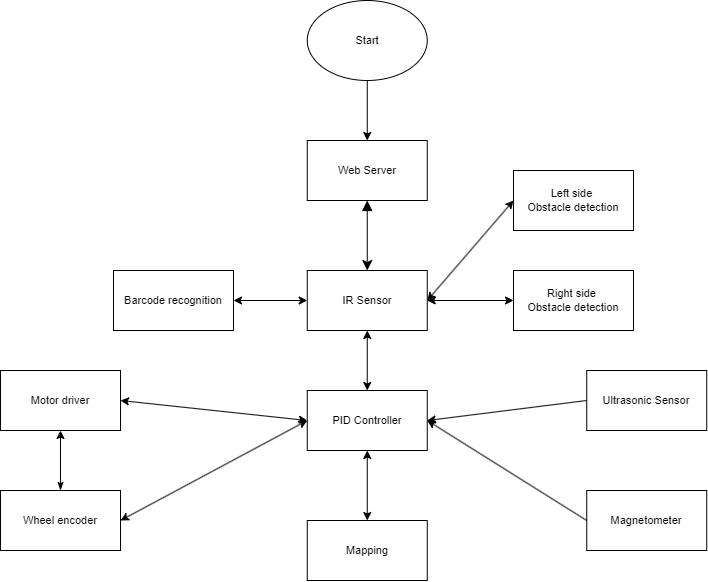 Start
Web Server
Left side
Obstacle detection
Barcode recognition
IR Sensor
Right side
Obstacle detection
Motor driver
PID Controller
Ultrasonic Sensor
Wheel encoder
Mapping
Magnetometer